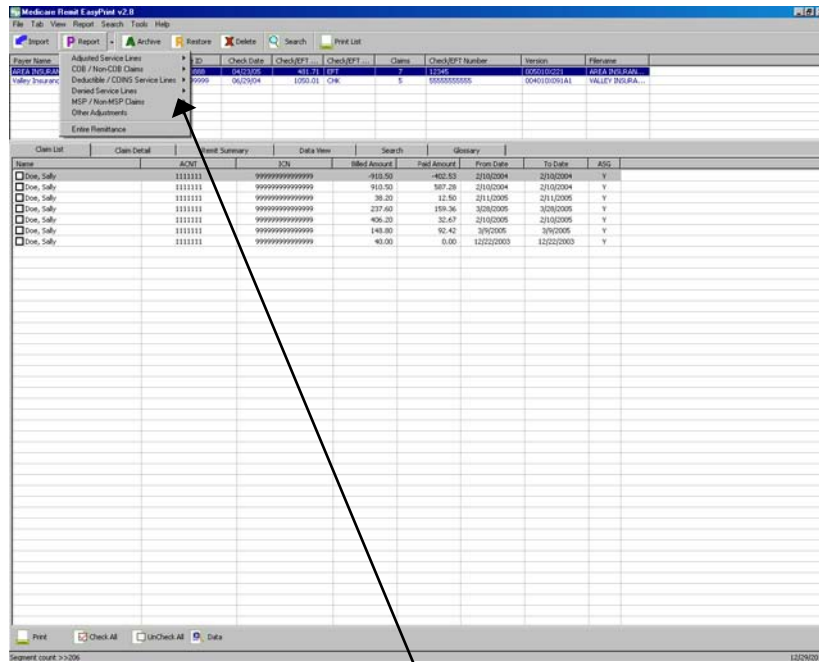 Medicare Remit EasyPrint v2.8
File Tab View Report Search Tools Help
Import Report Archive Restore Delete Search Print List
Payer Name ID Check Date Check/EFT ... Check/EFT ... Claims Check/EFT Number Version Filename
AREA INSURAN 04/23/05 481.71 EFT 7 12345 005010X221 AREA INSURAN...
Valley Insuranc 99999 06/29/04 1050.01 CHK 5 55555555555 004010X091A1 VALLEY INSURA...
Adjusted Service Lines
COB / Non-COB Claims
Deductible / COINS Service Lines
Denied Service Lines
MSP / Non-MSP Claims
Other Adjustments
Entire Remittance
Claim List Claim Detail Remit Summary Data View Search Glossary
Name ACNT ICN Billed Amount Paid Amount From Date To Date ASG
Doe, Sally 1111111 -910.50 -402.53 2/10/2004 2/10/2004 Y
Doe, Sally 1111111 910.50 587.28 2/10/2004 2/10/2004 Y
Doe, Sally 1111111 38.20 12.50 2/11/2005 2/11/2005 Y
Doe, Sally 1111111 237.60 159.36 3/28/2005 3/28/2005 Y
Doe, Sally 1111111 406.20 32.67 2/10/2005 2/10/2005 Y
Doe, Sally 1111111 148.80 92.42 3/9/2005 3/9/2005 Y
Doe, Sally 1111111 40.00 0.00 12/22/2003 12/22/2003 Y
Print Check All UnCheck All Data
Segment count >>206 12/29/20